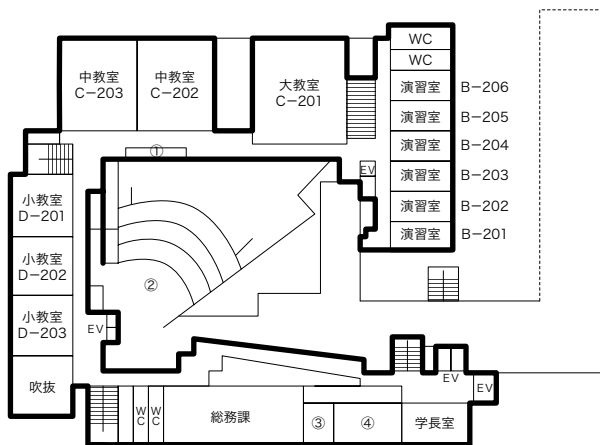 WC
WC
中教室
C−203
中教室
C−202
大教室
C−201
演習室 B−206
演習室 B−205
演習室 B−204
演習室 B−203
演習室 B−202
演習室 B−201
①
EV
小教室
D−201
小教室
D−202
小教室
D−203
②
EV
吹抜
WC
WC
総務課
③
④
学長室
EV
EV